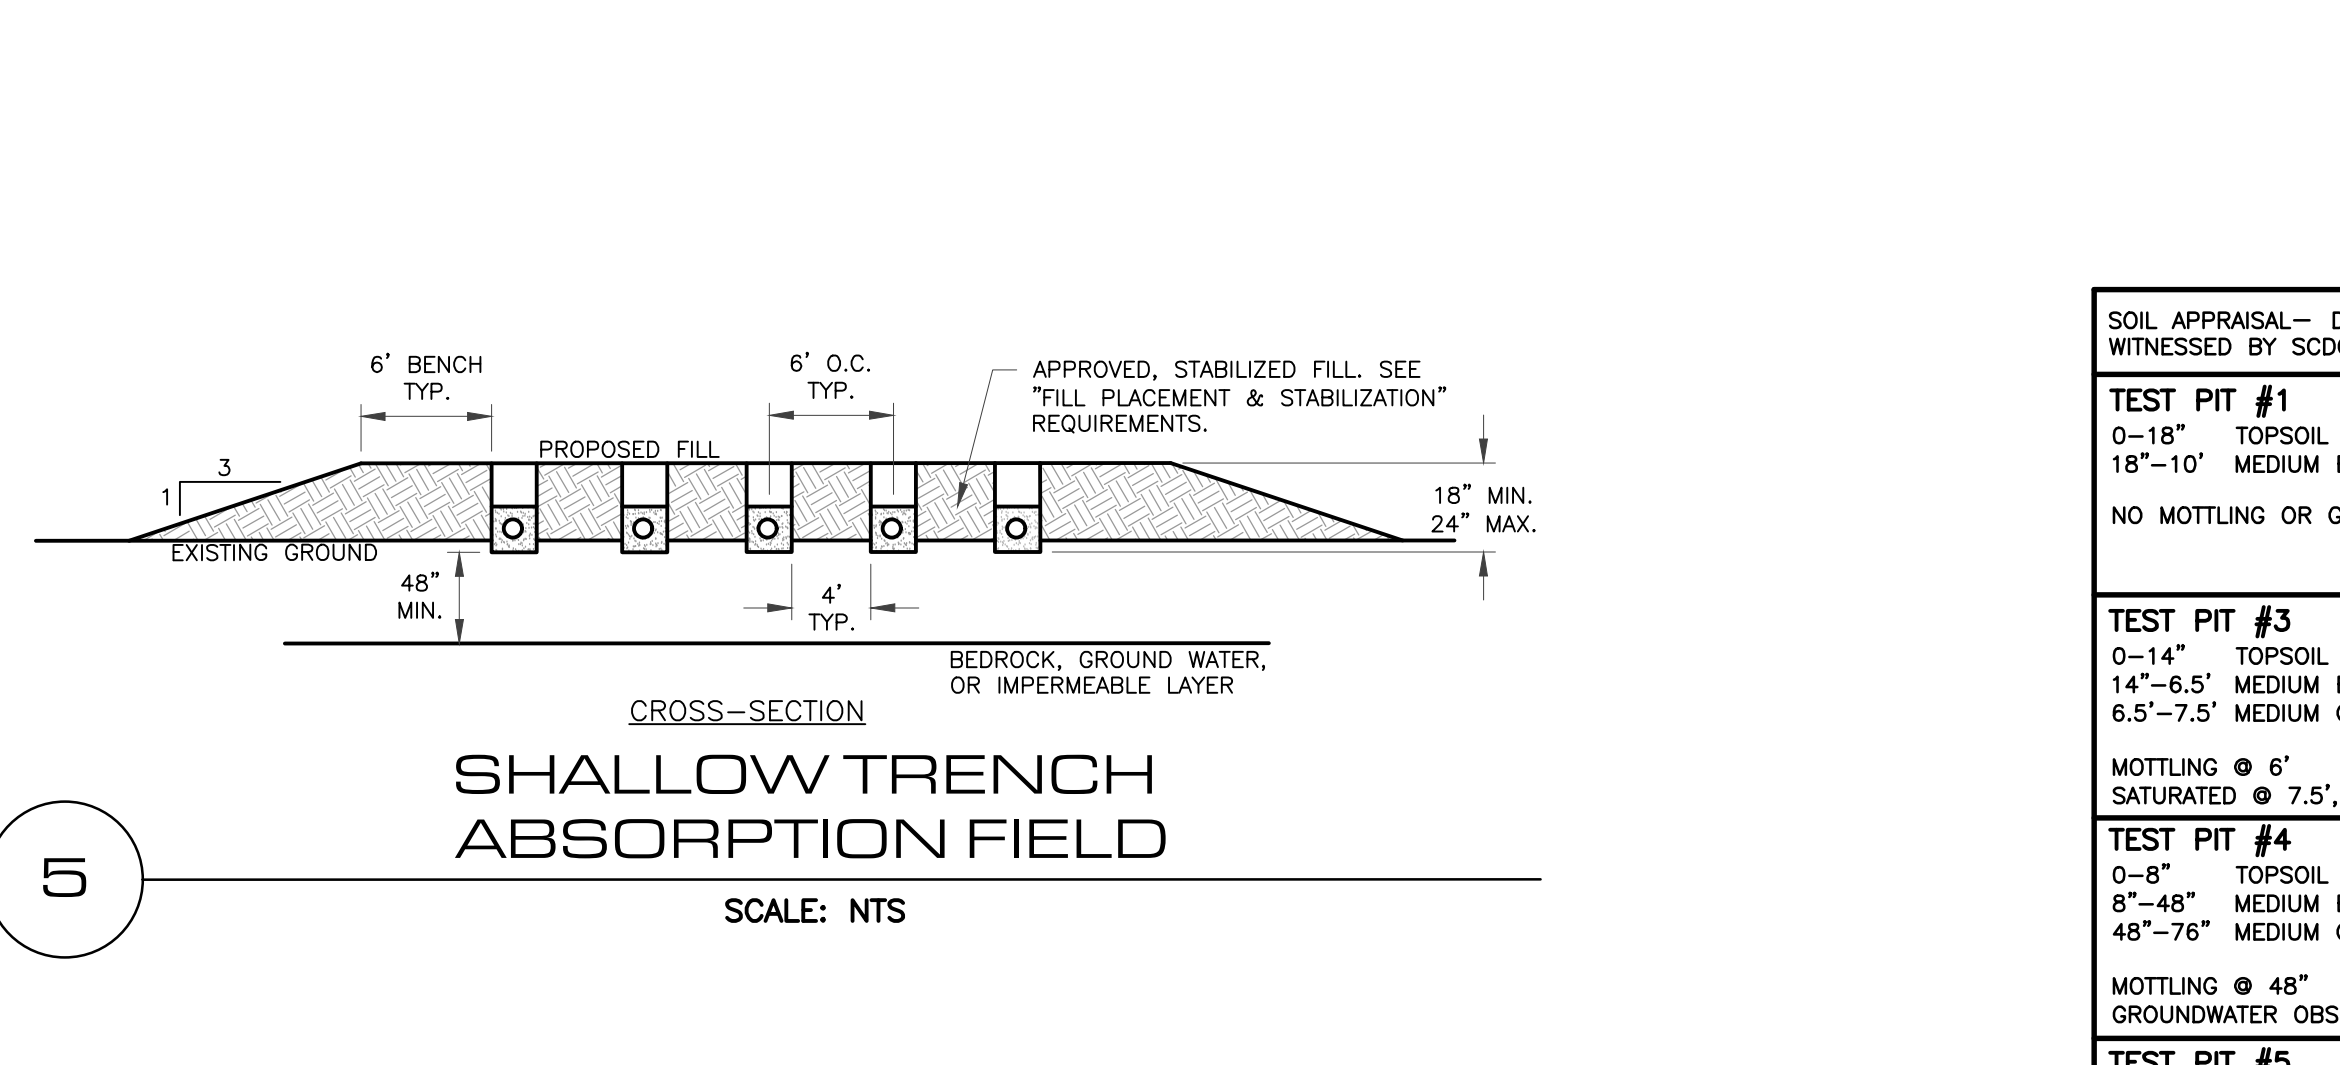 6' BENCH
TYP.
6' O.C.
TYP.
APPROVED, STABILIZED FILL. SEE
"FILL PLACEMENT & STABILIZATION"
REQUIREMENTS.
PROPOSED FILL
3
1
18" MIN.
24" MAX.
EXISTING GROUND
48"
MIN.
4'
TYP.
BEDROCK, GROUND WATER,
OR IMPERMEABLE LAYER
CROSS-SECTION
SHALLOW TRENCH
ABSORPTION FIELD
5
SCALE: NTS
SOIL APPRAISAL-
WITNESSED BY
TEST PIT #1
0-18" TOPSOIL
18"-10' MEDIUM
NO MOTTLING OR
TEST PIT #3
0-14" TOPSOIL
14"-6.5' MEDIUM
6.5'-7.5' MEDIUM
MOTTLING @ 6'
SATURATED @ 7.5',
TEST PIT #4
0-8" TOPSOIL
8"-48" MEDIUM
48"-76" MEDIUM
MOTTLING @ 48"
GROUNDWATER
TEST PIT #5